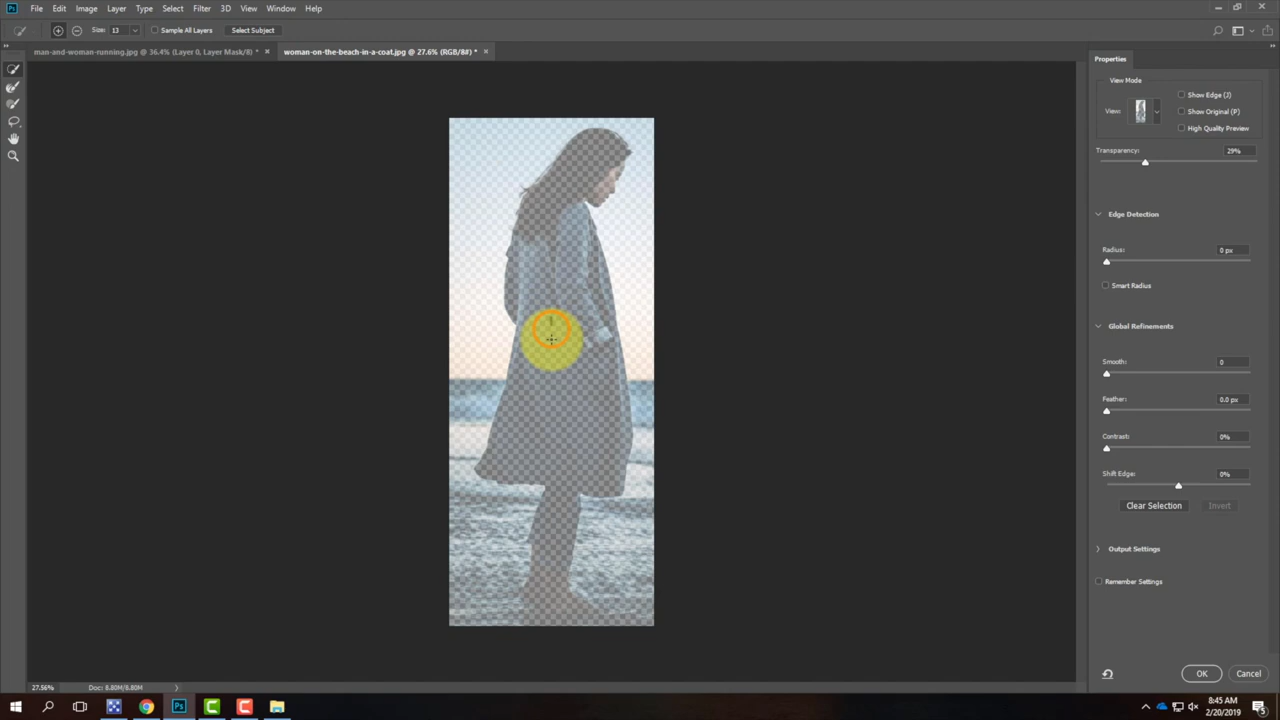 Ps File Edit Image Layer Type Select Filter 3D View Window Help
Size: 13 Sample All Layers Select Subject
man-and-woman-running.jpg @ 36.4% (Layer 0, Layer Mask/8) * × woman-on-the-beach-in-a-coat.jpg @ 27.6% (RGB/8#) * ×
Properties
View Mode
View:
Show Edge (J)
Show Original (P)
High Quality Preview
Transparency: 29%
Edge Detection
Radius: 0 px
Smart Radius
Global Refinements
Smooth: 0
Feather: 0.0 px
Contrast: 0%
Shift Edge: 0%
Clear Selection Invert
Output Settings
Remember Settings
OK Cancel
27.56% Doc: 8.80M/8.80M
Ps
8:45 AM
2/20/2019
5